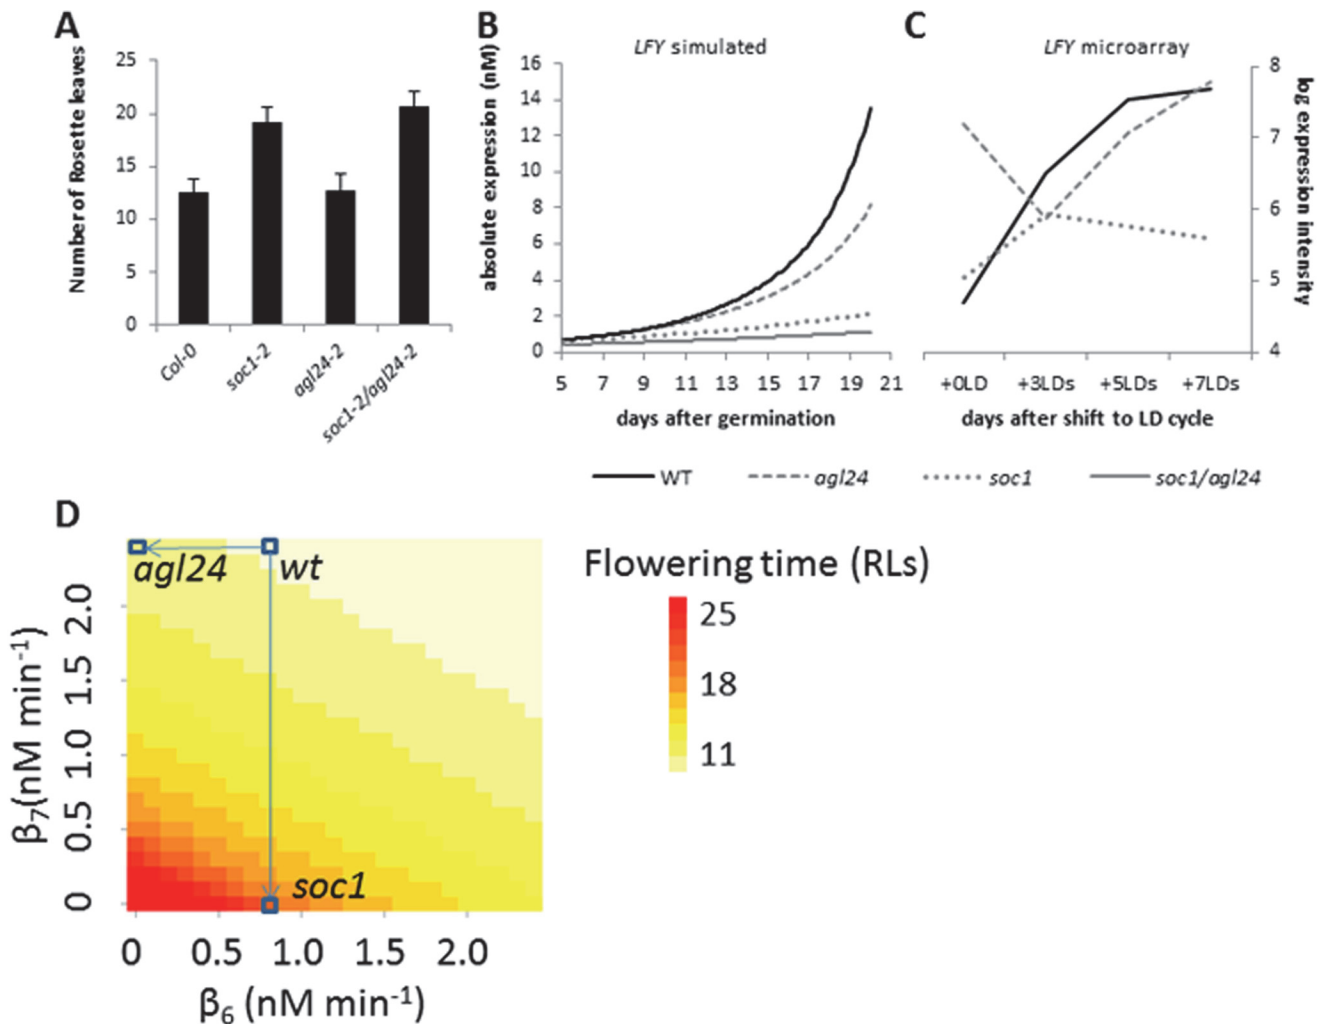 A
Number of Rosette leaves
25
20
15
10
5
0
Col-0
soc1-2
agl24-2
soc1-2/agl24-2
B
LFY simulated
absolute expression (nM)
16
14
12
10
8
6
4
2
0
5 7 9 11 13 15 17 19 21
days after germination
C
LFY microarray
8
7
6
5
4
log expression intensity
+0LD +3LDs +5LDs +7LDs
days after shift to LD cycle
WT agl24 soc1 soc1/agl24
D
agl24 wt
soc1
β7(nM min-1)
2.0
1.5
1.0
0.5
0
0 0.5 1.0 1.5 2.0
β6 (nM min-1)
Flowering time (RLs)
25
18
11